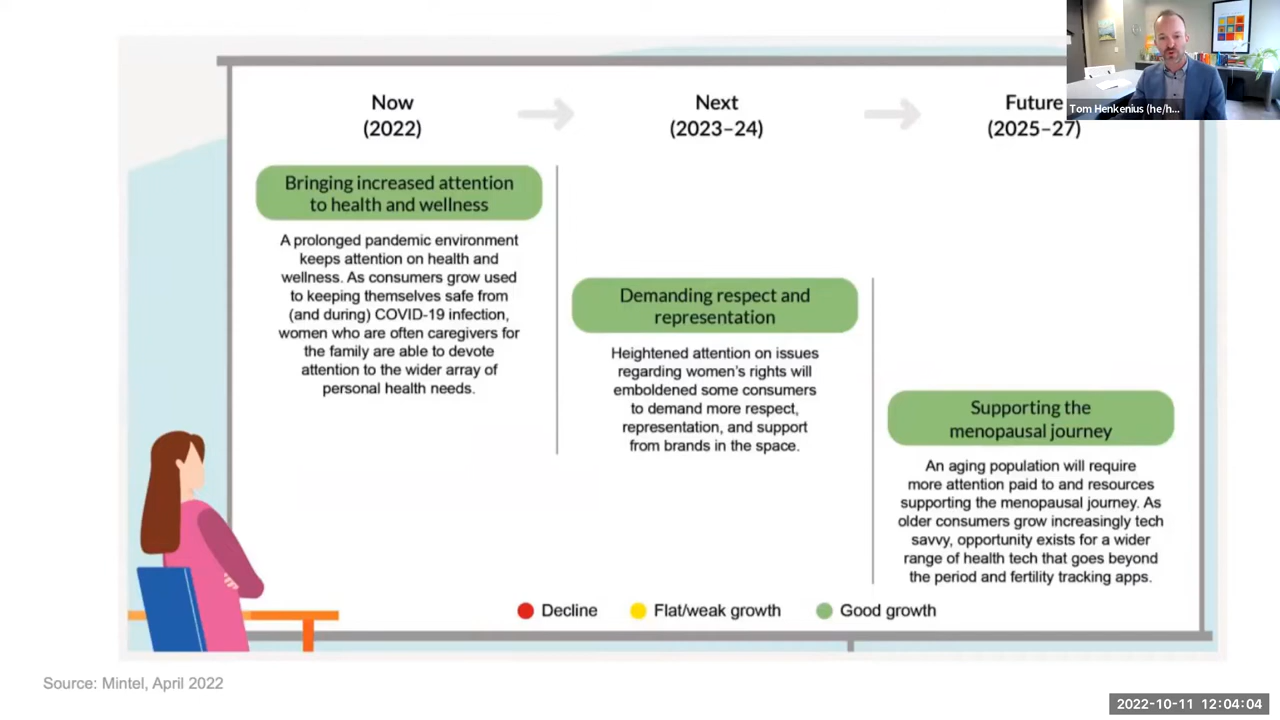 Now
(2022)
Next
(2023–24)
Future
(2025–27)
Tom Henkenius (he/h...
Bringing increased attention
to health and wellness
A prolonged pandemic environment
keeps attention on health and
wellness. As consumers grow used
to keeping themselves safe from
(and during) COVID-19 infection,
women who are often caregivers for
the family are able to devote
attention to the wider array of
personal health needs.
Demanding respect and
representation
Heightened attention on issues
regarding women's rights will
emboldened some consumers
to demand more respect,
representation, and support
from brands in the space.
Supporting the
menopausal journey
An aging population will require
more attention paid to and resources
supporting the menopausal journey. As
older consumers grow increasingly tech
savvy, opportunity exists for a wider
range of health tech that goes beyond
the period and fertility tracking apps.
Decline
Flat/weak growth
Good growth
Source: Mintel, April 2022
2022-10-11 12:04:04